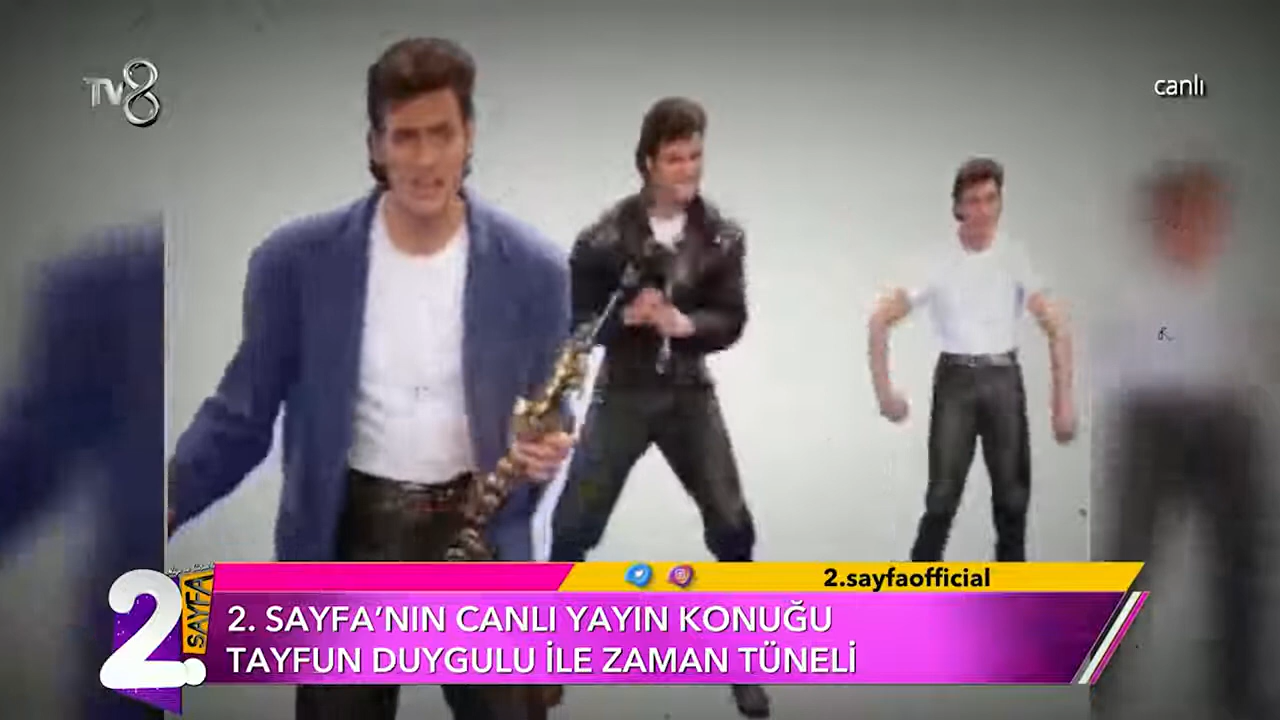 TV8
canlı
2.sayfaofficial
2. SAYFA
2. SAYFA'NIN CANLI YAYIN KONUĞU
TAYFUN DUYGULU İLE ZAMAN TÜNELİ